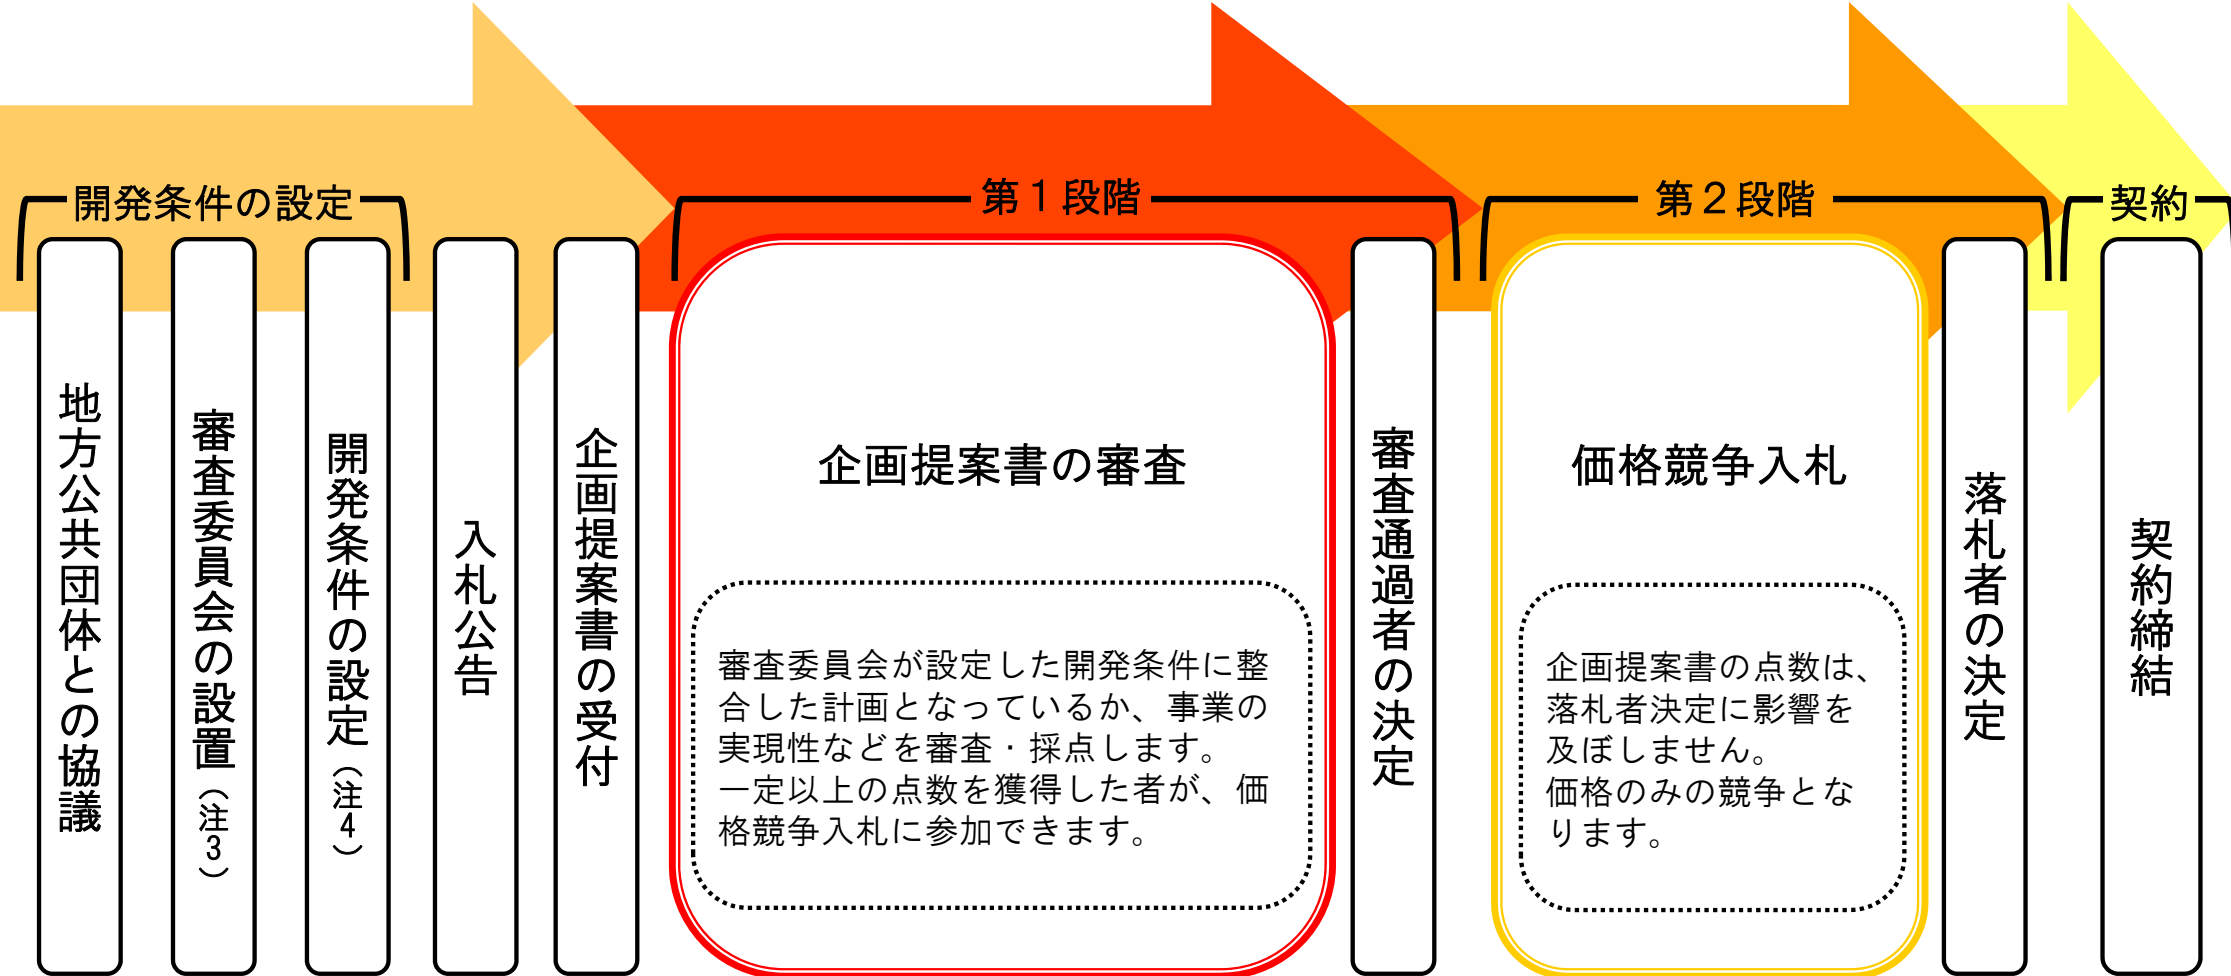 開発条件の設定
地方公共団体との協議
審査委員会の設置（注3）
開発条件の設定（注4）
入札公告
企画提案書の受付
第１段階
企画提案書の審査
審査委員会が設定した開発条件に整
合した計画となっているか、事業の
実現性などを審査・採点します。
一定以上の点数を獲得した者が、価
格競争入札に参加できます。
審査通過者の決定
第２段階
価格競争入札
企画提案書の点数は、
落札者決定に影響を
及ぼしません。
価格のみの競争とな
ります。
落札者の決定
契約
契約締結